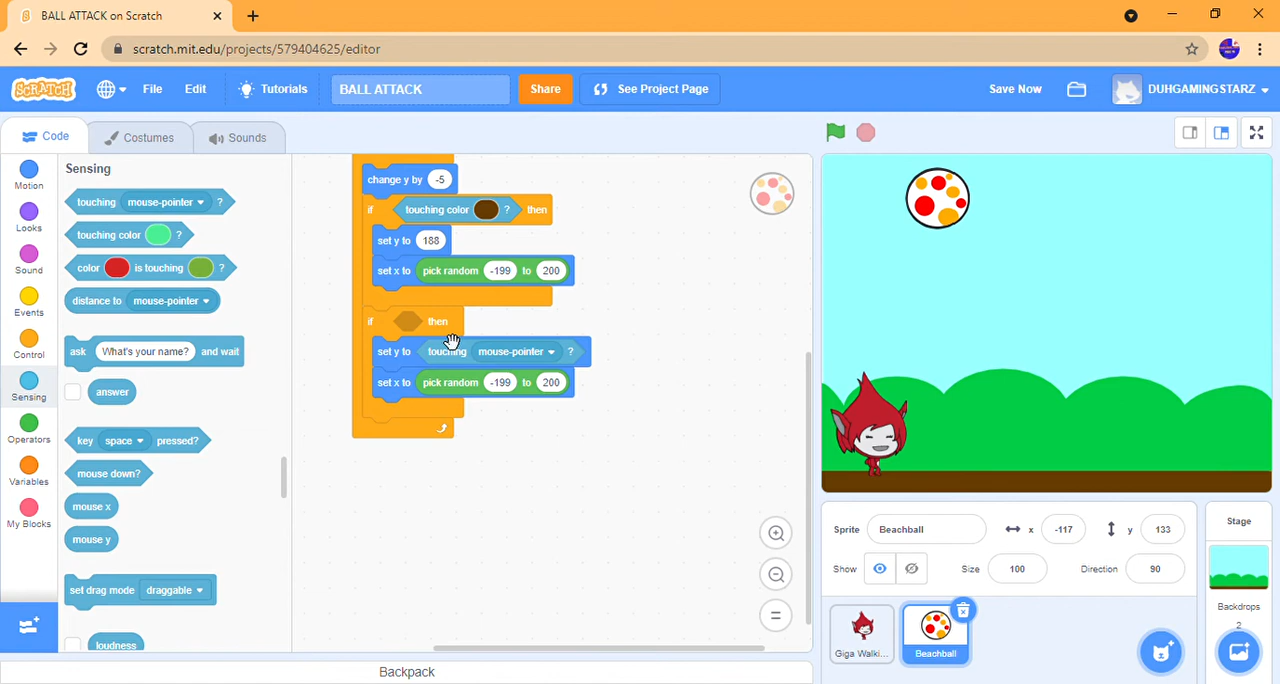 BALL ATTACK on Scratch
scratch.mit.edu/projects/579404625/editor
SCRATCH File Edit Tutorials BALL ATTACK Share See Project Page Save Now DUHGAMINGSTARZ
Code Costumes Sounds
Motion
Looks
Sound
Events
Control
Sensing
Operators
Variables
My Blocks
Sensing
touching mouse-pointer ?
touching color ?
color is touching ?
distance to mouse-pointer
ask What's your name? and wait
answer
key space pressed?
mouse down?
mouse x
mouse y
set drag mode draggable
loudness
change y by -5
if touching color ? then
set y to 188
set x to pick random -199 to 200
if then
set y to touching mouse-pointer ?
set x to pick random -199 to 200
Backpack
Sprite Beachball x -117 y 133
Show Size 100 Direction 90
Giga Walki...
Beachball
Stage
Backdrops
2